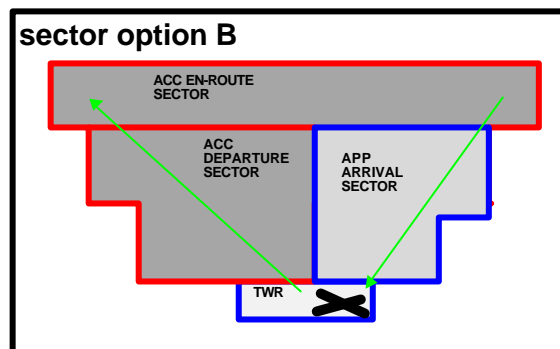 sector option B
ACC EN-ROUTE
SECTOR
ACC
DEPARTURE
SECTOR
APP
ARRIVAL
SECTOR
TWR